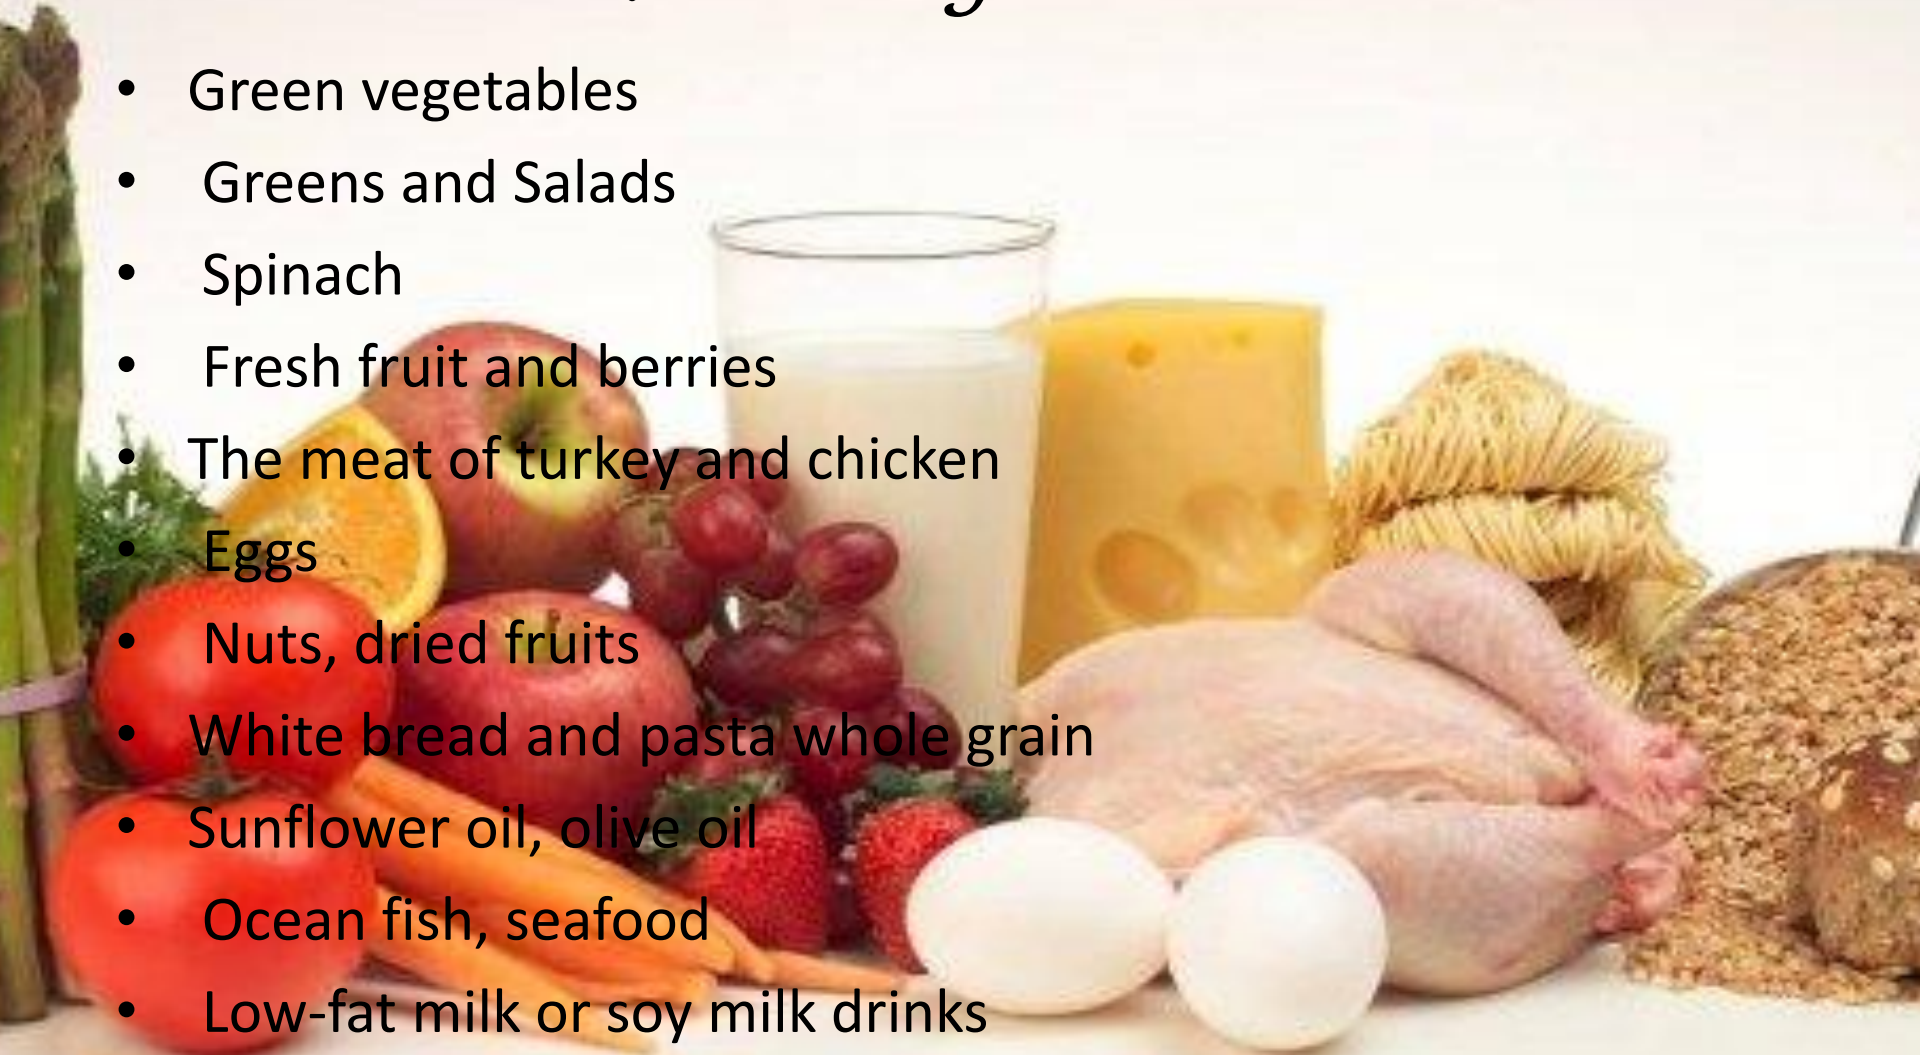 • Green vegetables
• Greens and Salads
• Spinach
• Fresh fruit and berries
• The meat of turkey and chicken
• Eggs
• Nuts, dried fruits
• White bread and pasta whole grain
• Sunflower oil, olive oil
• Ocean fish, seafood
• Low-fat milk or soy milk drinks